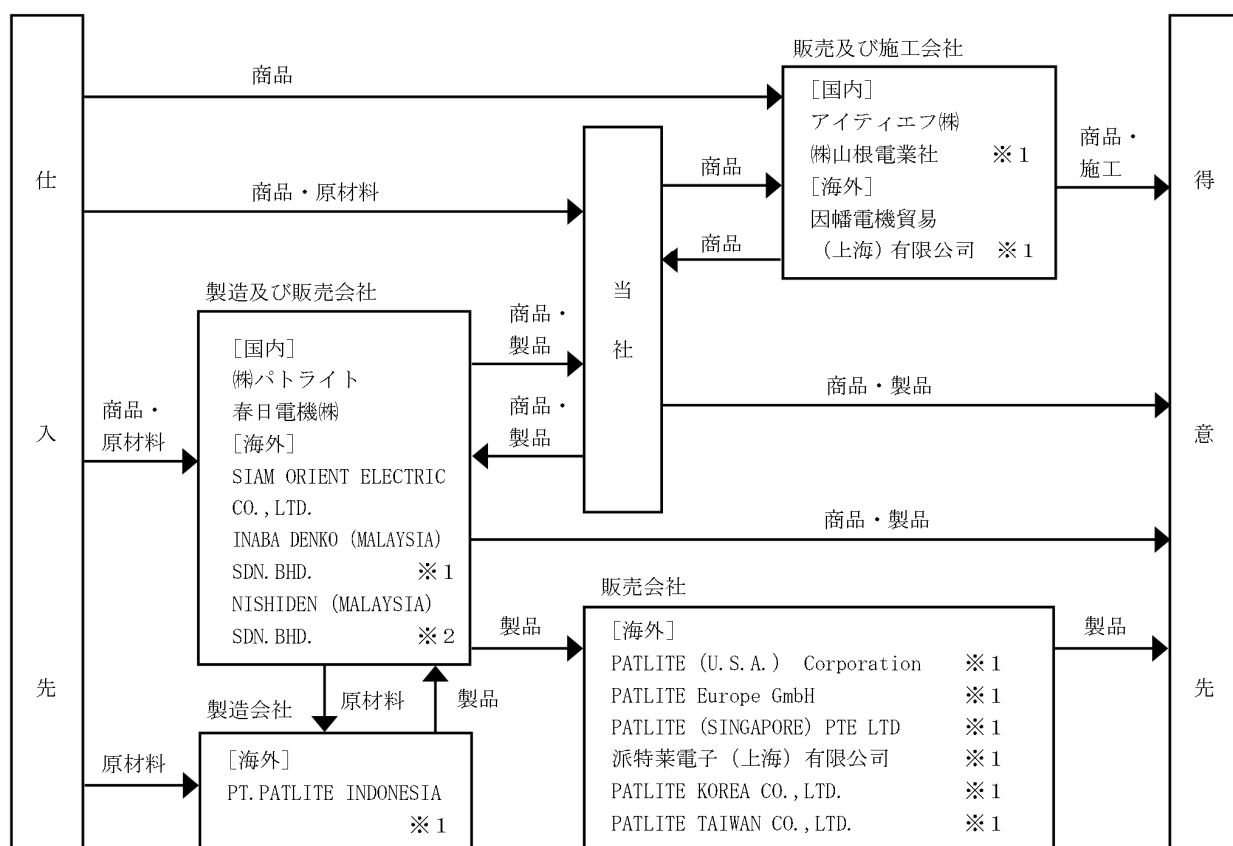 仕入先
商品
商品・原材料
商品・
原材料
原材料
販売及び施工会社
［国内］
アイティエフ㈱
㈱山根電業社　※１
［海外］
因幡電機貿易
（上海）有限公司　※１
商品・
施工
得意先
商品
商品
当社
製造及び販売会社
［国内］
㈱パトライト
春日電機㈱
［海外］
SIAM ORIENT ELECTRIC
CO.,LTD.
INABA DENKO (MALAYSIA)
SDN.BHD.　※１
NISHIDEN (MALAYSIA)
SDN.BHD.　※２
商品・
製品
商品・
製品
商品・製品
商品・製品
製品
原材料
製品
製造会社
［海外］
PT.PATLITE INDONESIA
※１
販売会社
［海外］
PATLITE (U.S.A.) Corporation　※１
PATLITE Europe GmbH　※１
PATLITE (SINGAPORE) PTE LTD　※１
派特莱電子（上海）有限公司　※１
PATLITE KOREA CO.,LTD.　※１
PATLITE TAIWAN CO.,LTD.　※１
製品